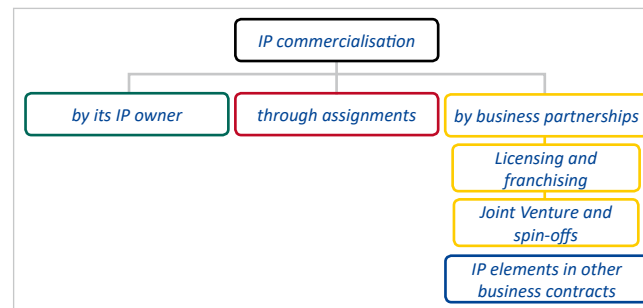 IP commercialisation
by its IP owner
through assignments
by business partnerships
Licensing and
franchising
Joint Venture and
spin-offs
IP elements in other
business contracts